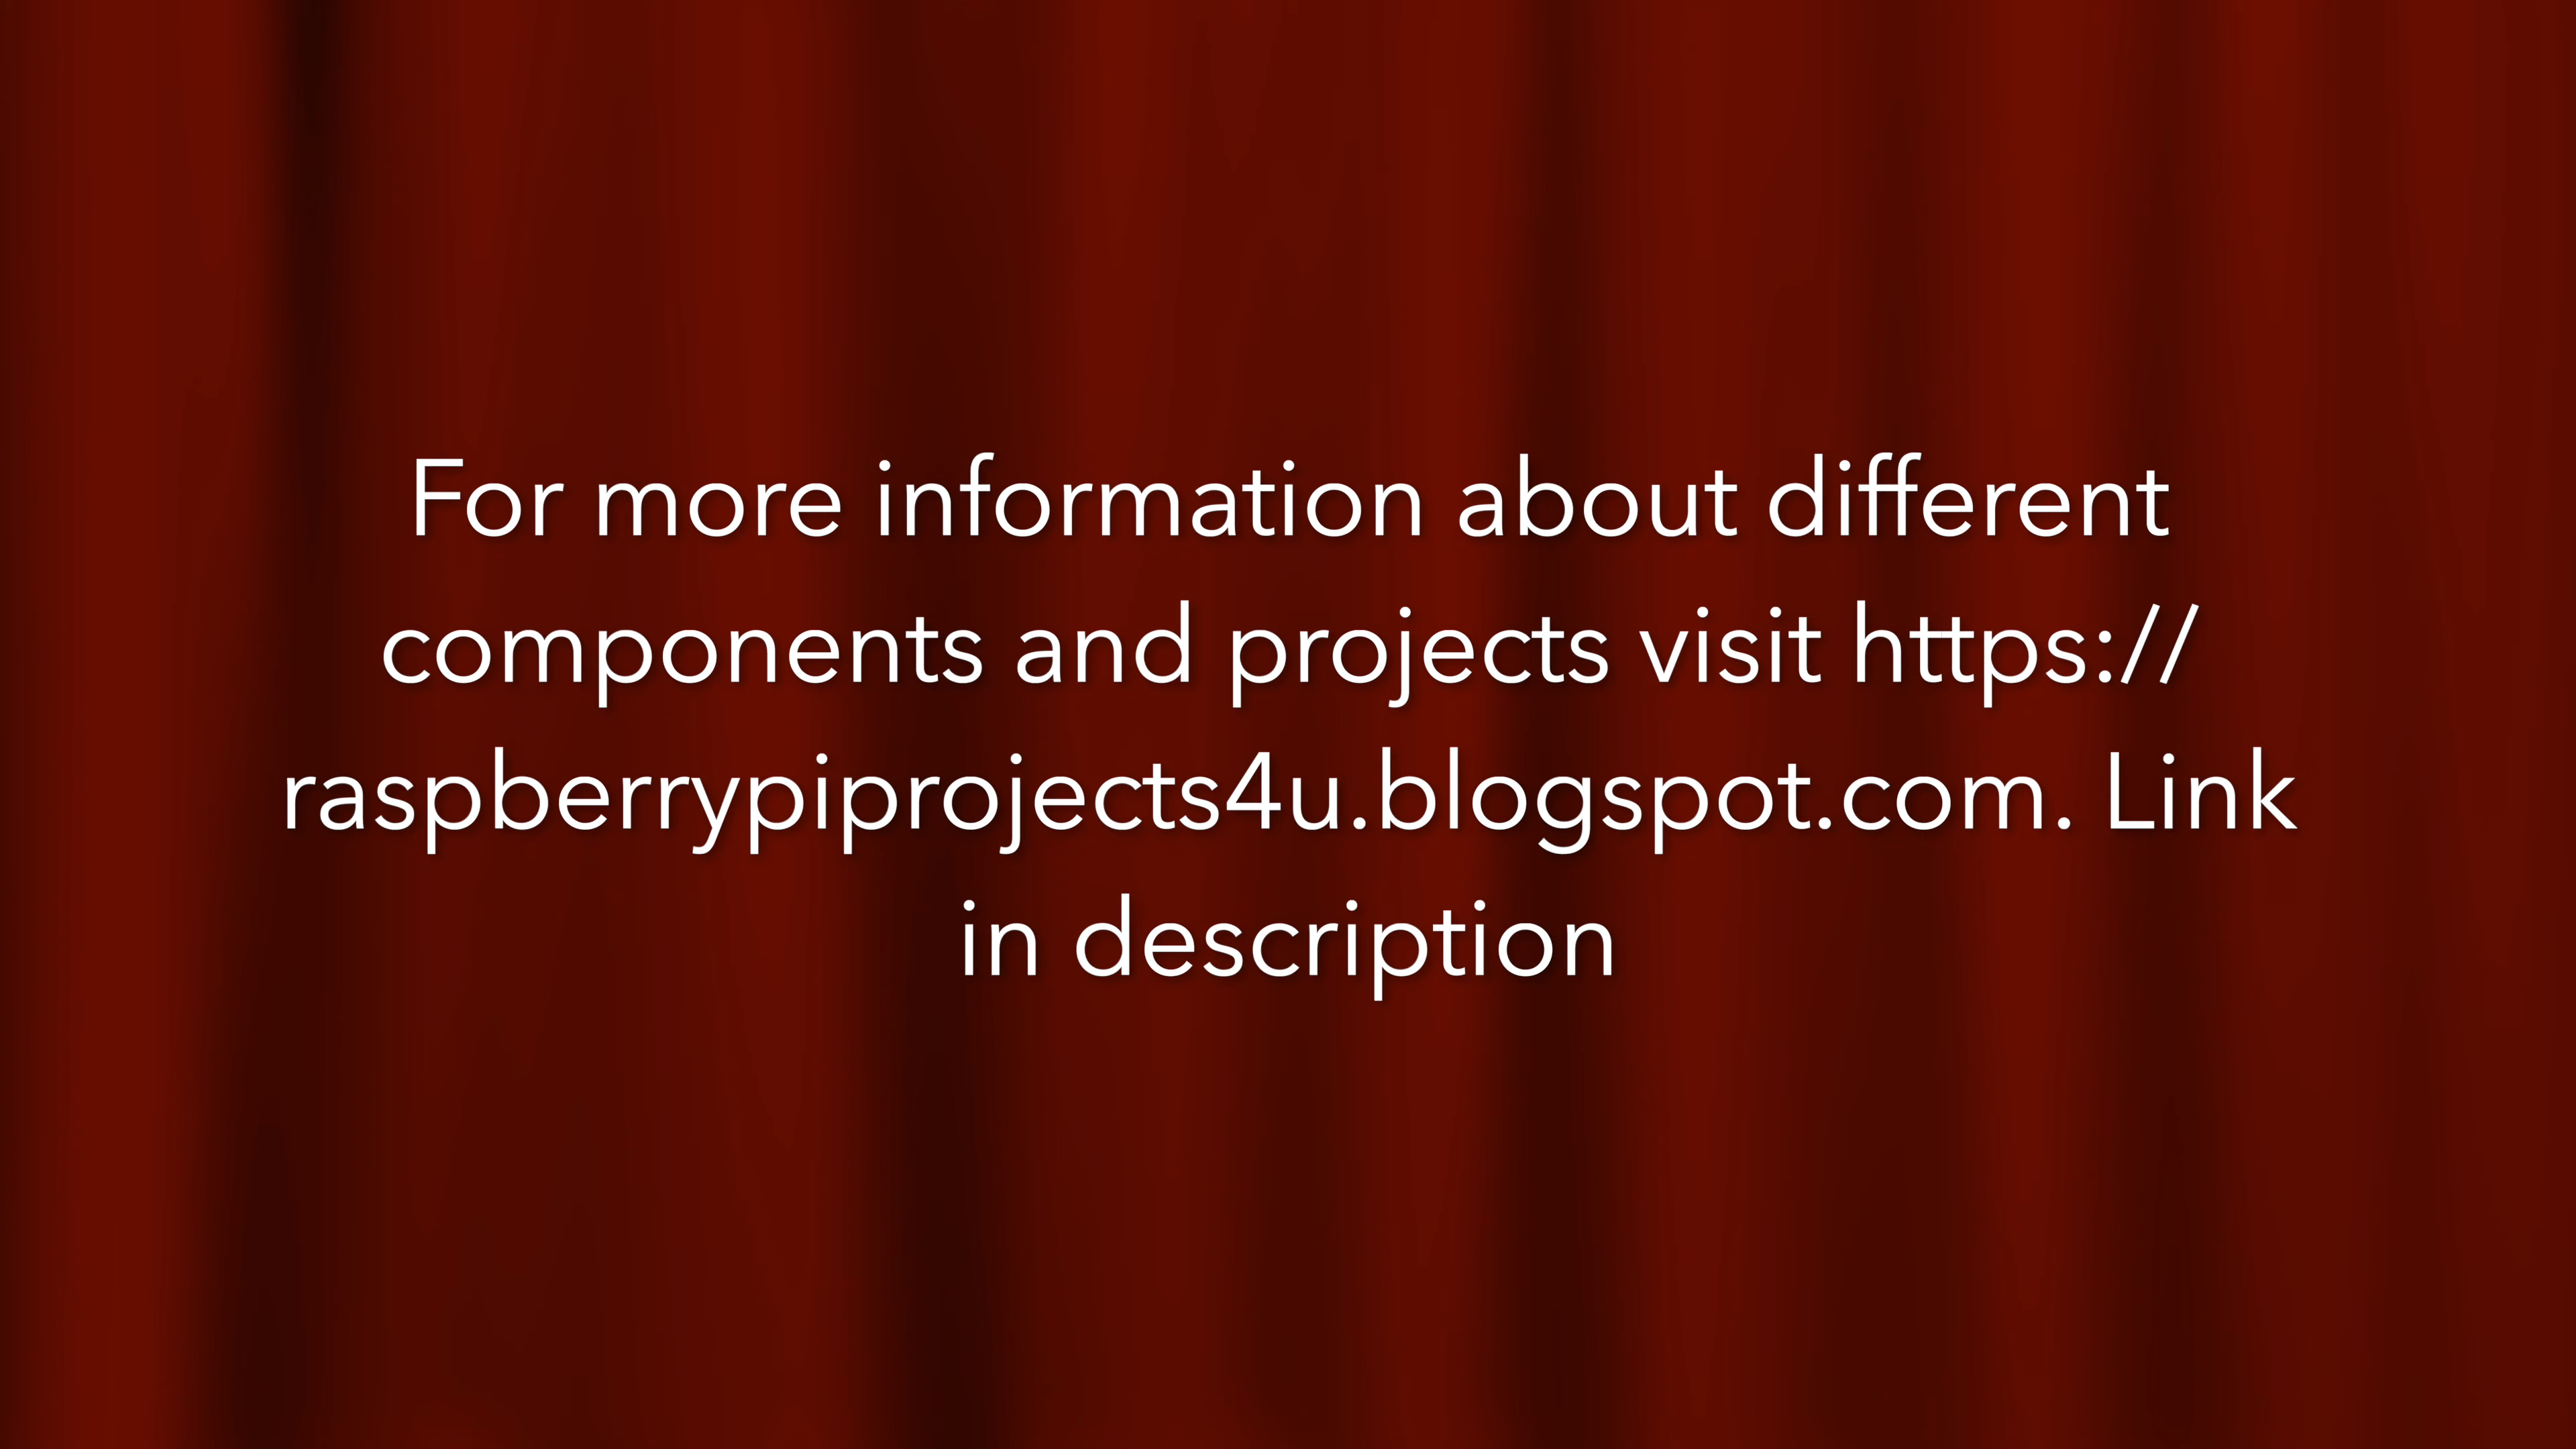 For more information about different
components and projects visit https://
raspberrypiprojects4u.blogspot.com. Link
in description